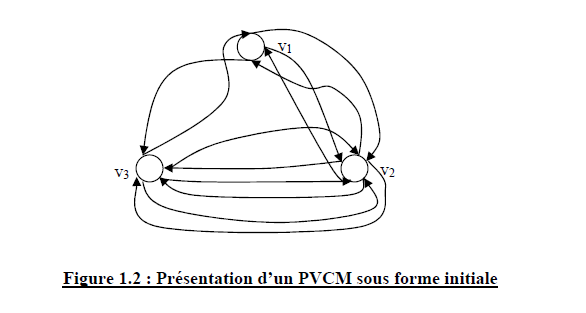 V1
V3
V2
Figure 1.2 : Présentation d’un PVCM sous forme initiale